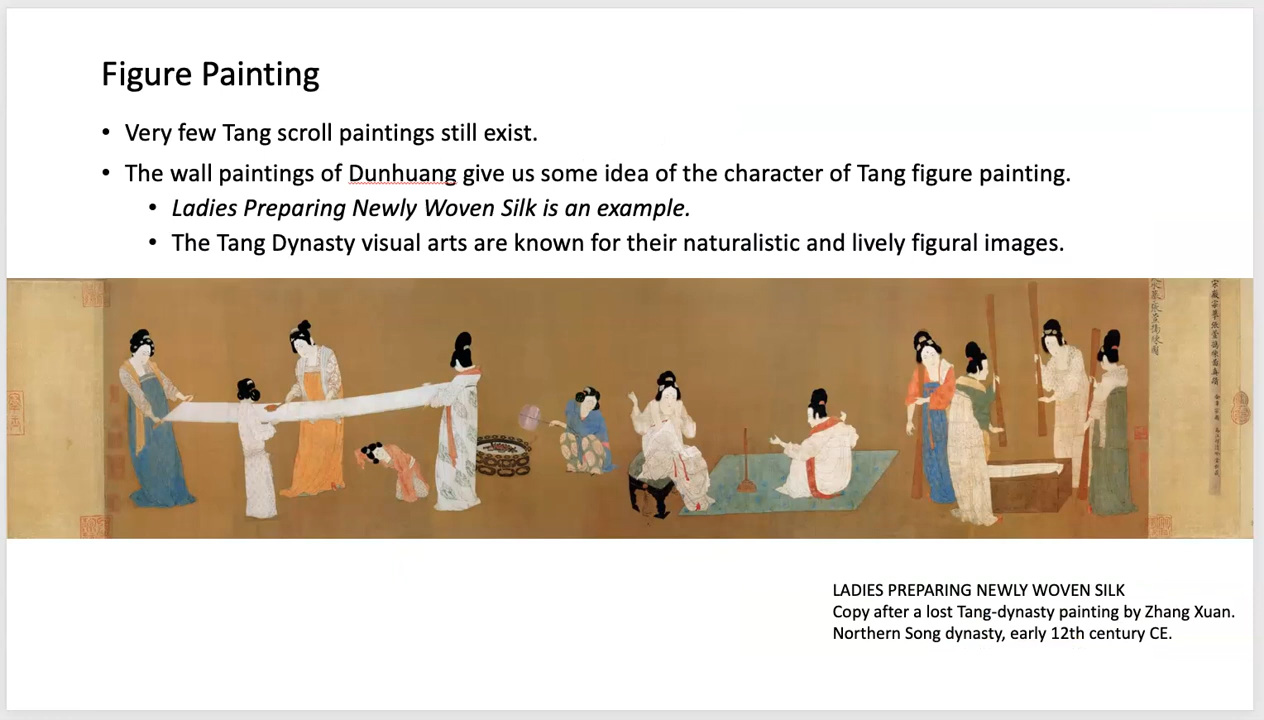 Figure Painting
• Very few Tang scroll paintings still exist.
• The wall paintings of Dunhuang give us some idea of the character of Tang figure painting.
• Ladies Preparing Newly Woven Silk is an example.
• The Tang Dynasty visual arts are known for their naturalistic and lively figural images.
LADIES PREPARING NEWLY WOVEN SILK
Copy after a lost Tang-dynasty painting by Zhang Xuan.
Northern Song dynasty, early 12th century CE.